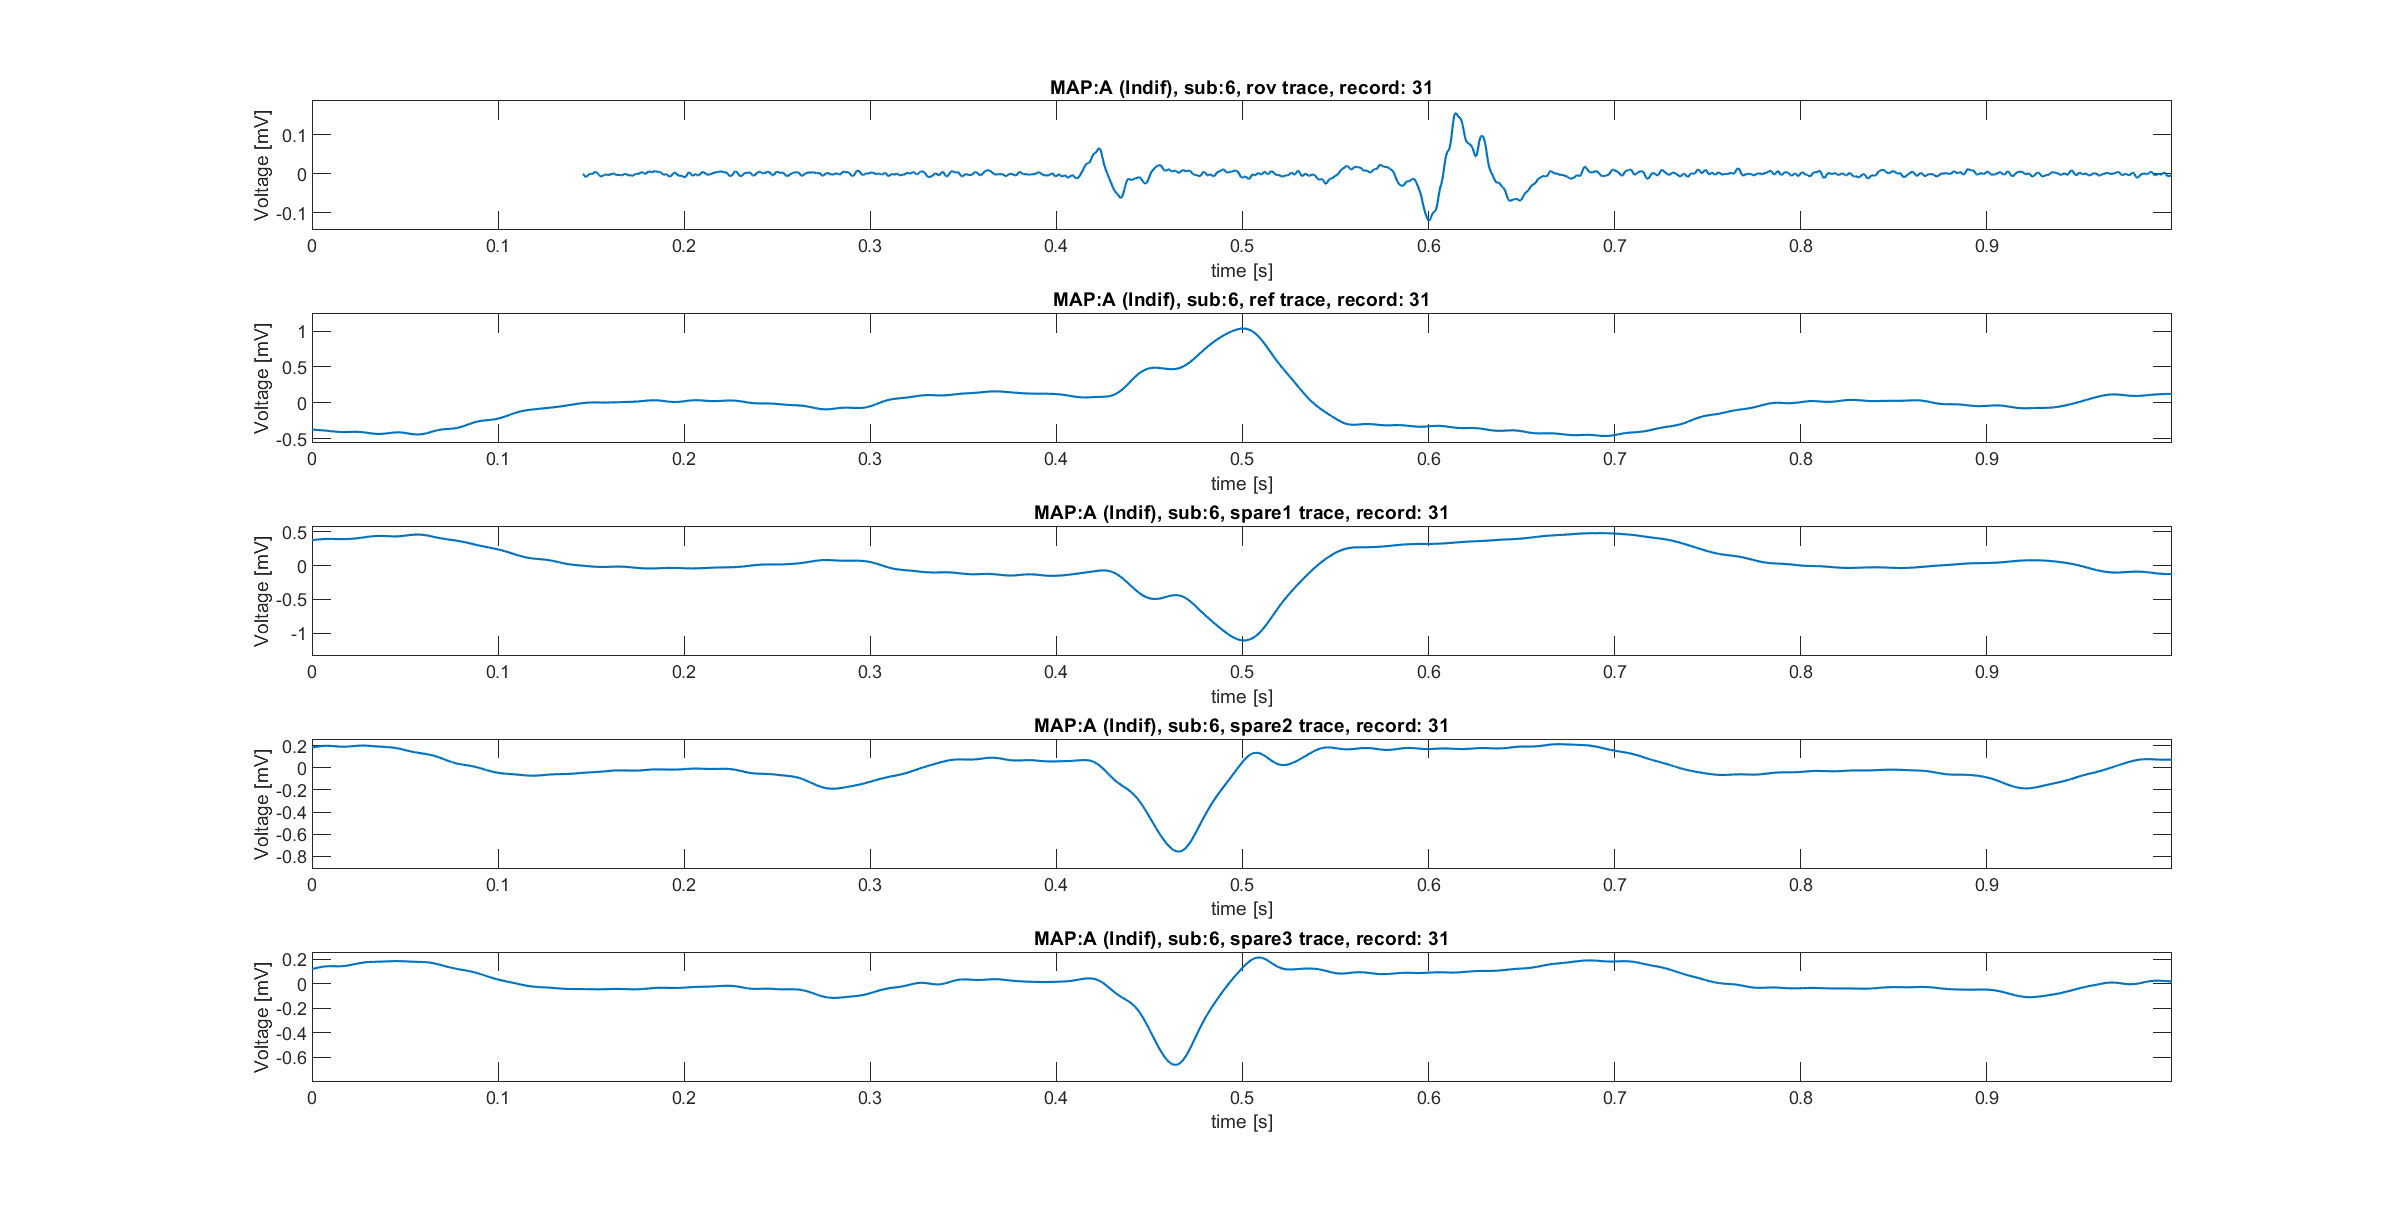 MAP:A (Indif), sub:6, rov trace, record: 31
Voltage [mV]
0.1
0
-0.1
0 0.1 0.2 0.3 0.4 0.5 0.6 0.7 0.8 0.9
time [s]
MAP:A (Indif), sub:6, ref trace, record: 31
Voltage [mV]
1
0.5
0
-0.5
0 0.1 0.2 0.3 0.4 0.5 0.6 0.7 0.8 0.9
time [s]
MAP:A (Indif), sub:6, spare1 trace, record: 31
Voltage [mV]
0.5
0
-0.5
-1
0 0.1 0.2 0.3 0.4 0.5 0.6 0.7 0.8 0.9
time [s]
MAP:A (Indif), sub:6, spare2 trace, record: 31
Voltage [mV]
0.2
0
-0.2
-0.4
-0.6
-0.8
0 0.1 0.2 0.3 0.4 0.5 0.6 0.7 0.8 0.9
time [s]
MAP:A (Indif), sub:6, spare3 trace, record: 31
Voltage [mV]
0.2
0
-0.2
-0.4
-0.6
0 0.1 0.2 0.3 0.4 0.5 0.6 0.7 0.8 0.9
time [s]